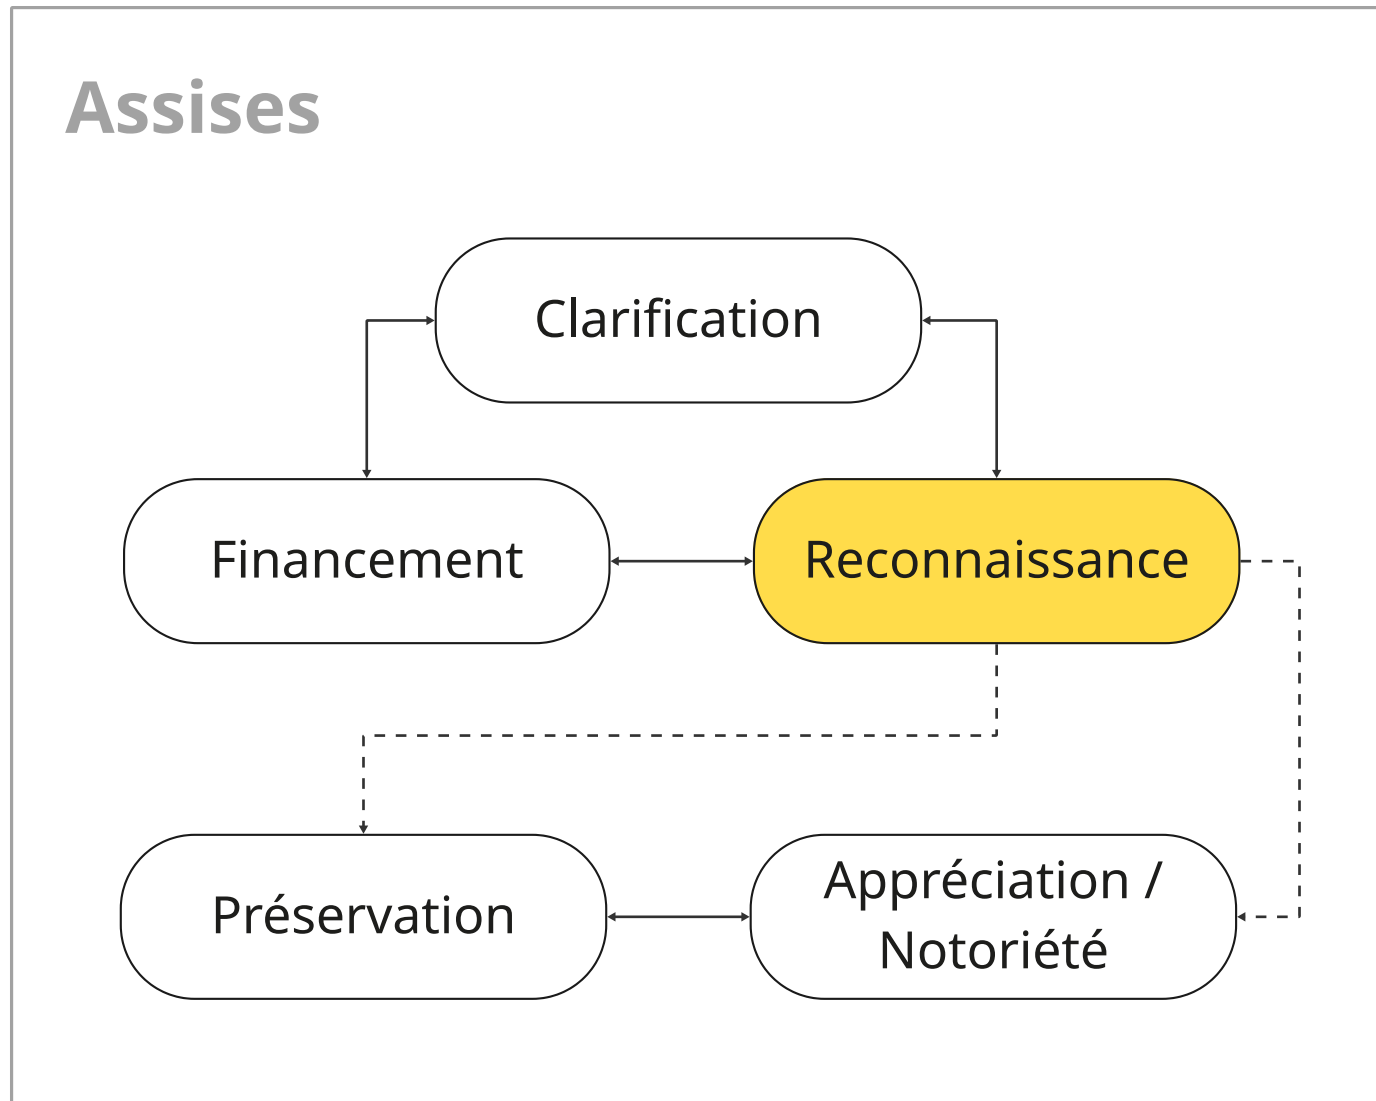 Assises
Clarification
Financement
Reconnaissance
Préservation
Appréciation /
Notoriété